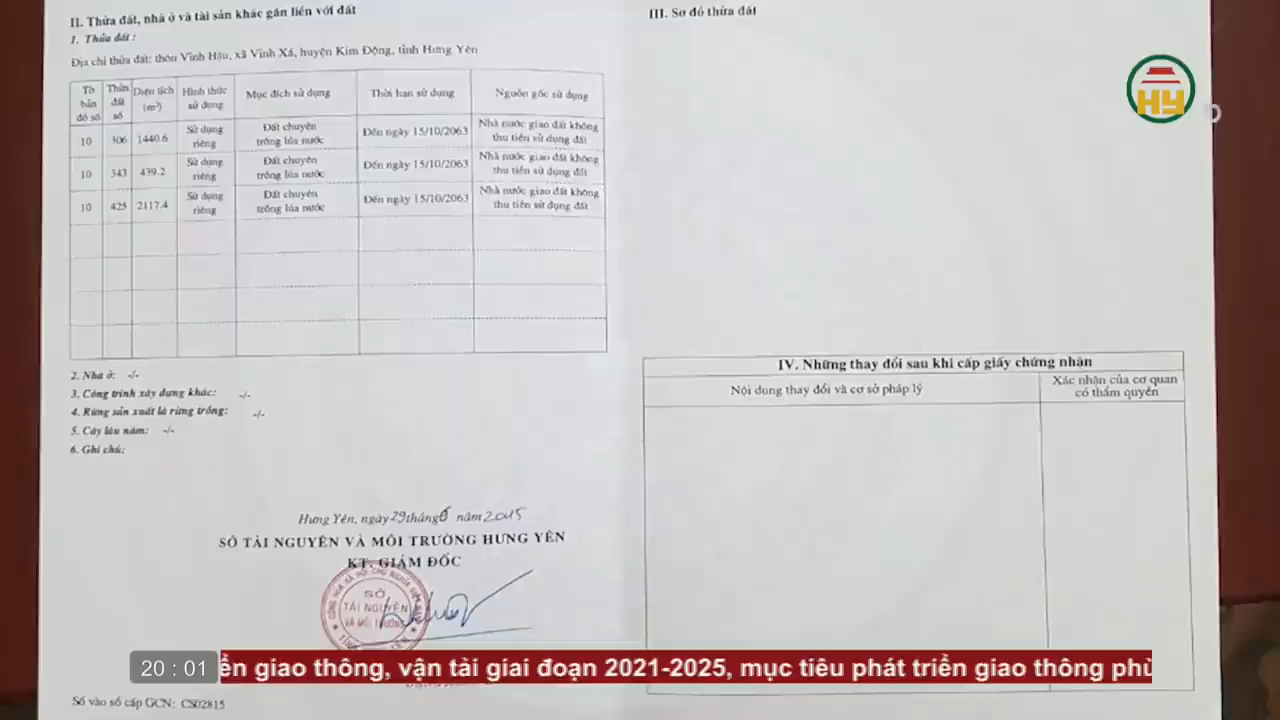 II. Thửa đất, nhà ở và tài sản khác gắn liền với đất
1. Thửa đất :
Địa chỉ thửa đất: thôn Vĩnh Hậu, xã Vĩnh Xá, huyện Kim Động, tỉnh Hưng Yên
Tờ bản đồ số | Thửa đất số | Diện tích (m²) | Hình thức sử dụng | Mục đích sử dụng | Thời hạn sử dụng | Nguồn gốc sử dụng
10 | 306 | 1440.6 | Sử dụng riêng | Đất chuyên trồng lúa nước | Đến ngày 15/10/2063 | Nhà nước giao đất không thu tiền sử dụng đất
10 | 343 | 439.2 | Sử dụng riêng | Đất chuyên trồng lúa nước | Đến ngày 15/10/2063 | Nhà nước giao đất không thu tiền sử dụng đất
10 | 425 | 2117.4 | Sử dụng riêng | Đất chuyên trồng lúa nước | Đến ngày 15/10/2063 | Nhà nước giao đất không thu tiền sử dụng đất
2. Nhà ở: -/-
3. Công trình xây dựng khác: -/-
4. Rừng sản xuất là rừng trồng: -/-
5. Cây lâu năm: -/-
6. Ghi chú:
Hưng Yên, ngày 29 tháng 6 năm 2015
SỞ TÀI NGUYÊN VÀ MÔI TRƯỜNG HƯNG YÊN
KT. GIÁM ĐỐC
SỞ
TÀI NGUYÊN
VÀ MÔI TRƯỜNG
Số vào sổ cấp GCN: CS02815
III. Sơ đồ thửa đất
HY
IV. Những thay đổi sau khi cấp giấy chứng nhận
Nội dung thay đổi và cơ sở pháp lý | Xác nhận của cơ quan có thẩm quyền
20 : 01
ển giao thông, vận tải giai đoạn 2021-2025, mục tiêu phát triển giao thông phù